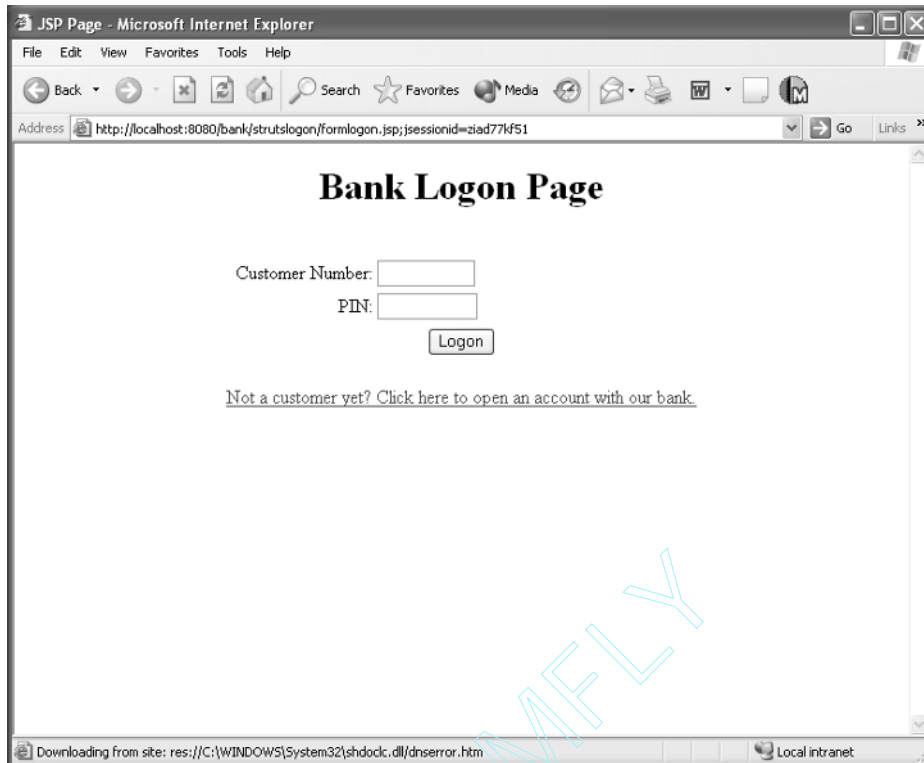 JSP Page - Microsoft Internet Explorer
File Edit View Favorites Tools Help
Back Search Favorites Media
Address http://localhost:8080/bank/strutslogon/formlogon.jsp;jsessionid=ziad77kf51 Go Links »
Bank Logon Page
Customer Number:
PIN:
Logon
Not a customer yet? Click here to open an account with our bank.
MFLY
Downloading from site: res://C:\WINDOWS\System32\shdoclc.dll/dnserror.htm Local intranet